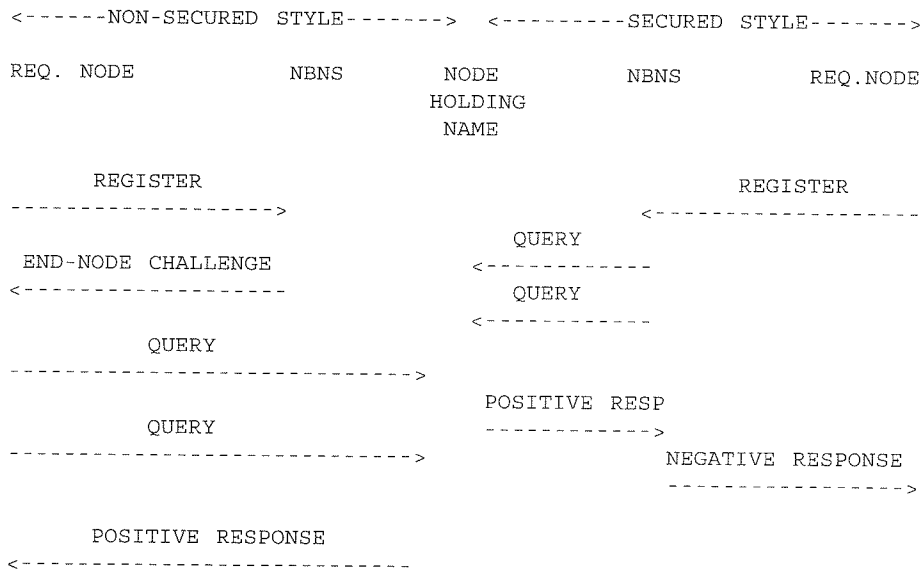 <------NON-SECURED STYLE-------> <---------SECURED STYLE------->
REQ. NODE NBNS NODE NBNS REQ.NODE
HOLDING
NAME
REGISTER REGISTER
-------------------> <-------------------
QUERY
END-NODE CHALLENGE <------------
<------------------- QUERY
<------------
QUERY
----------------------------->
POSITIVE RESP
QUERY ------------>
----------------------------->
NEGATIVE RESPONSE
----------------->
POSITIVE RESPONSE
<----------------------------